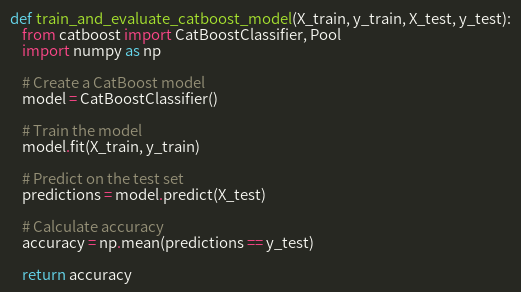 def train_and_evaluate_catboost_model(X_train, y_train, X_test, y_test):
from catboost import CatBoostClassifier, Pool
import numpy as np
# Create a CatBoost model
model = CatBoostClassifier()
# Train the model
model.fit(X_train, y_train)
# Predict on the test set
predictions = model.predict(X_test)
# Calculate accuracy
accuracy = np.mean(predictions == y_test)
return accuracy